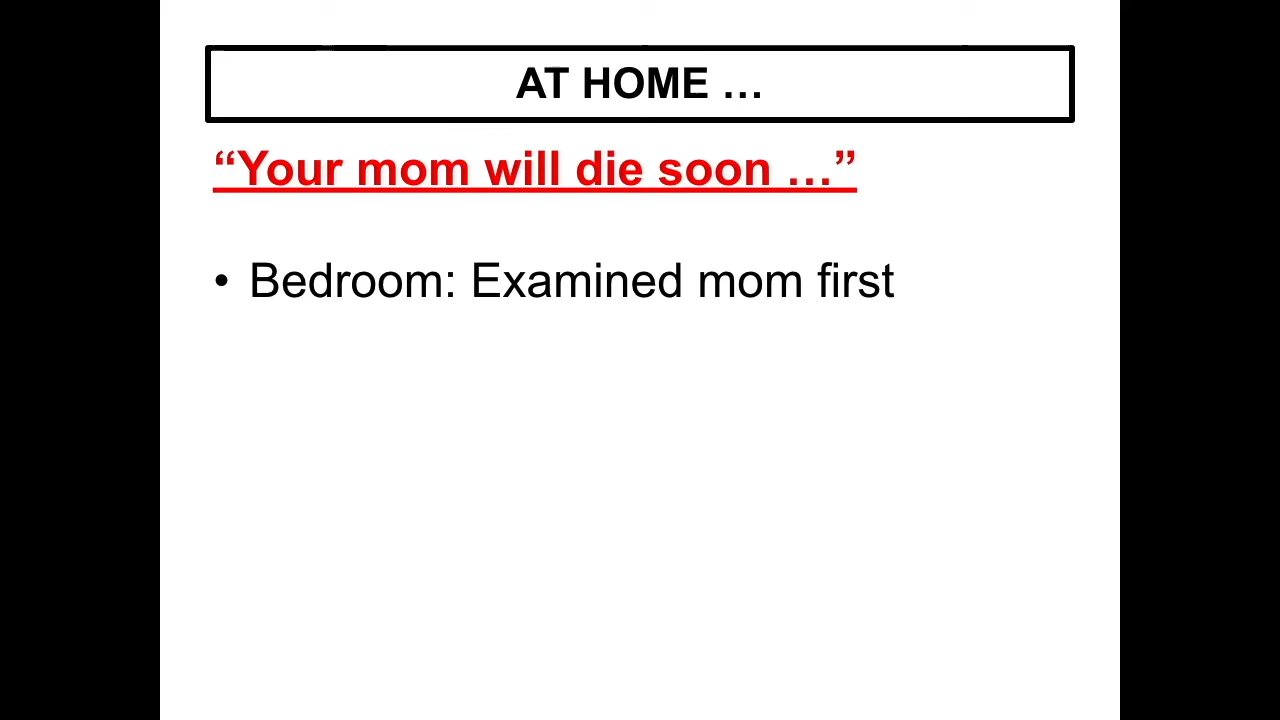 AT HOME …
“Your mom will die soon …”
• Bedroom: Examined mom first